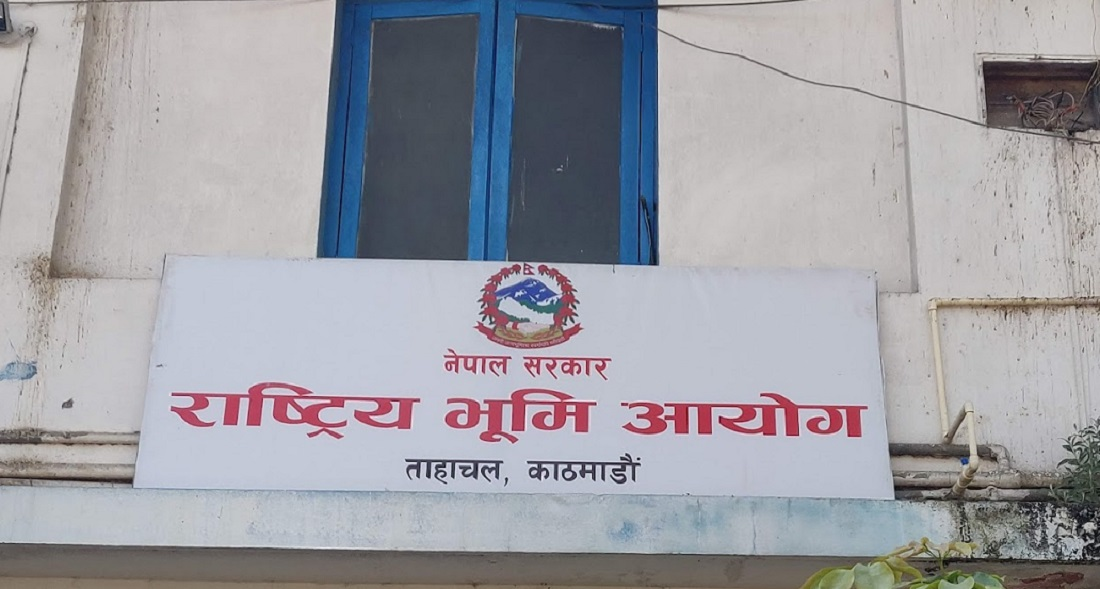 नेपाल सरकार
राष्ट्रिय भूमि आयोग
ताहाचल, काठमाडौं